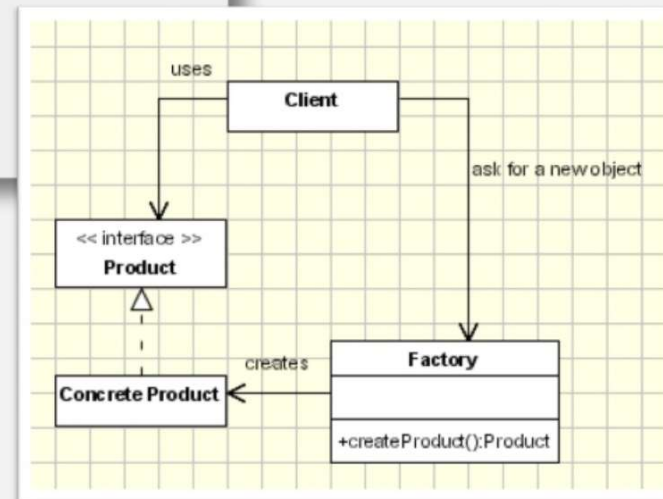 uses
Client
ask for a new object
<< interface >>
Product
creates
Factory
Concrete Product
+createProduct():Product